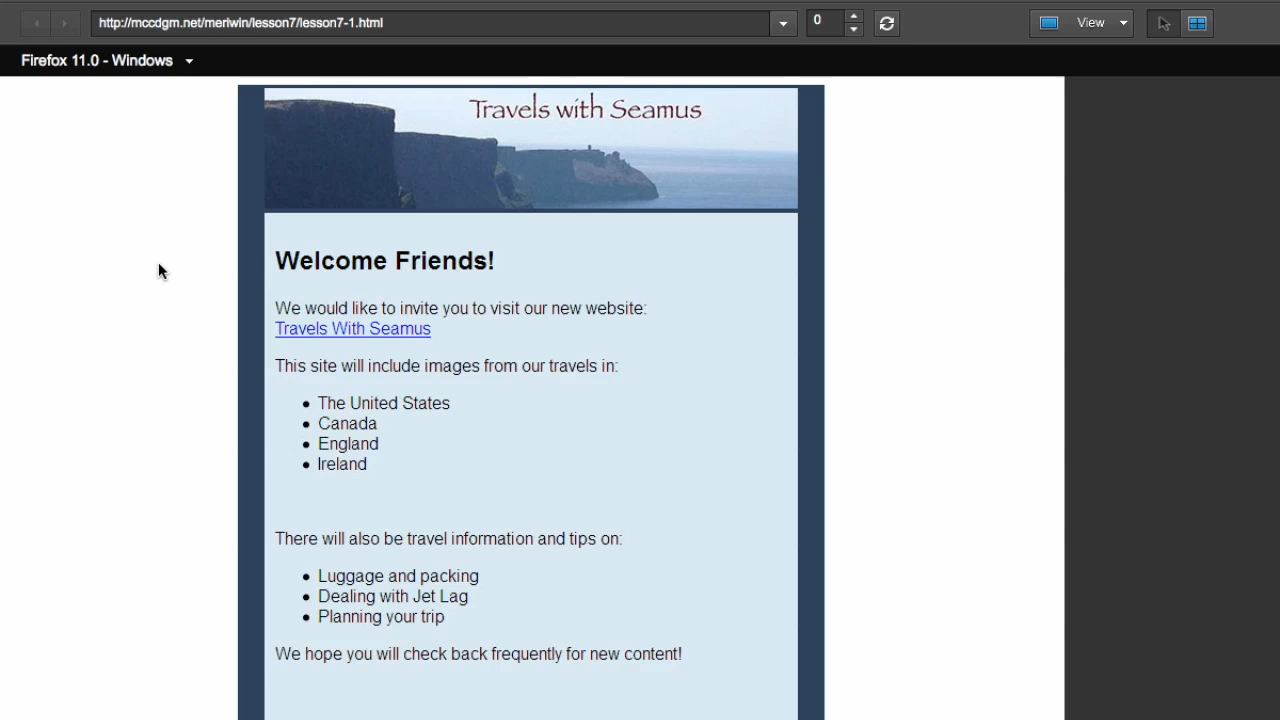 http://mccdgm.net/meriwin/lesson7/lesson7-1.html
0
View
Firefox 11.0 - Windows
Travels with Seamus
Welcome Friends!
We would like to invite you to visit our new website:
Travels With Seamus
This site will include images from our travels in:
• The United States
• Canada
• England
• Ireland
There will also be travel information and tips on:
• Luggage and packing
• Dealing with Jet Lag
• Planning your trip
We hope you will check back frequently for new content!